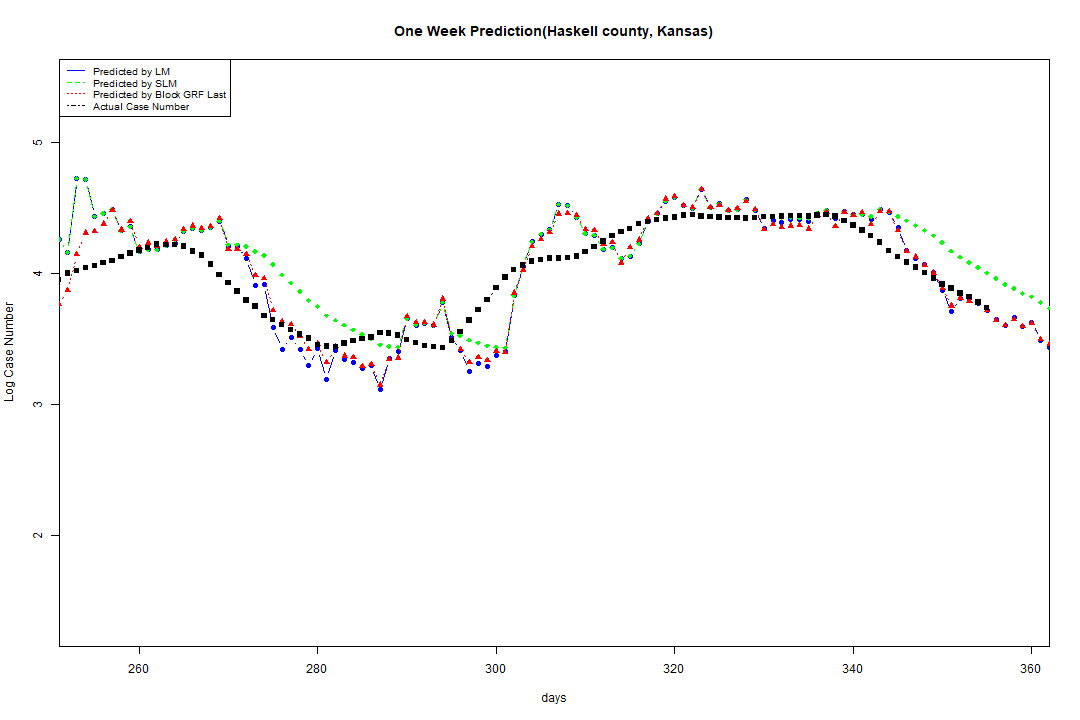 One Week Prediction(Haskell county, Kansas)
Predicted by LM
Predicted by SLM
Predicted by Block GRF Last
Actual Case Number
5
4
3
2
Log Case Number
260 280 300 320 340 360
days